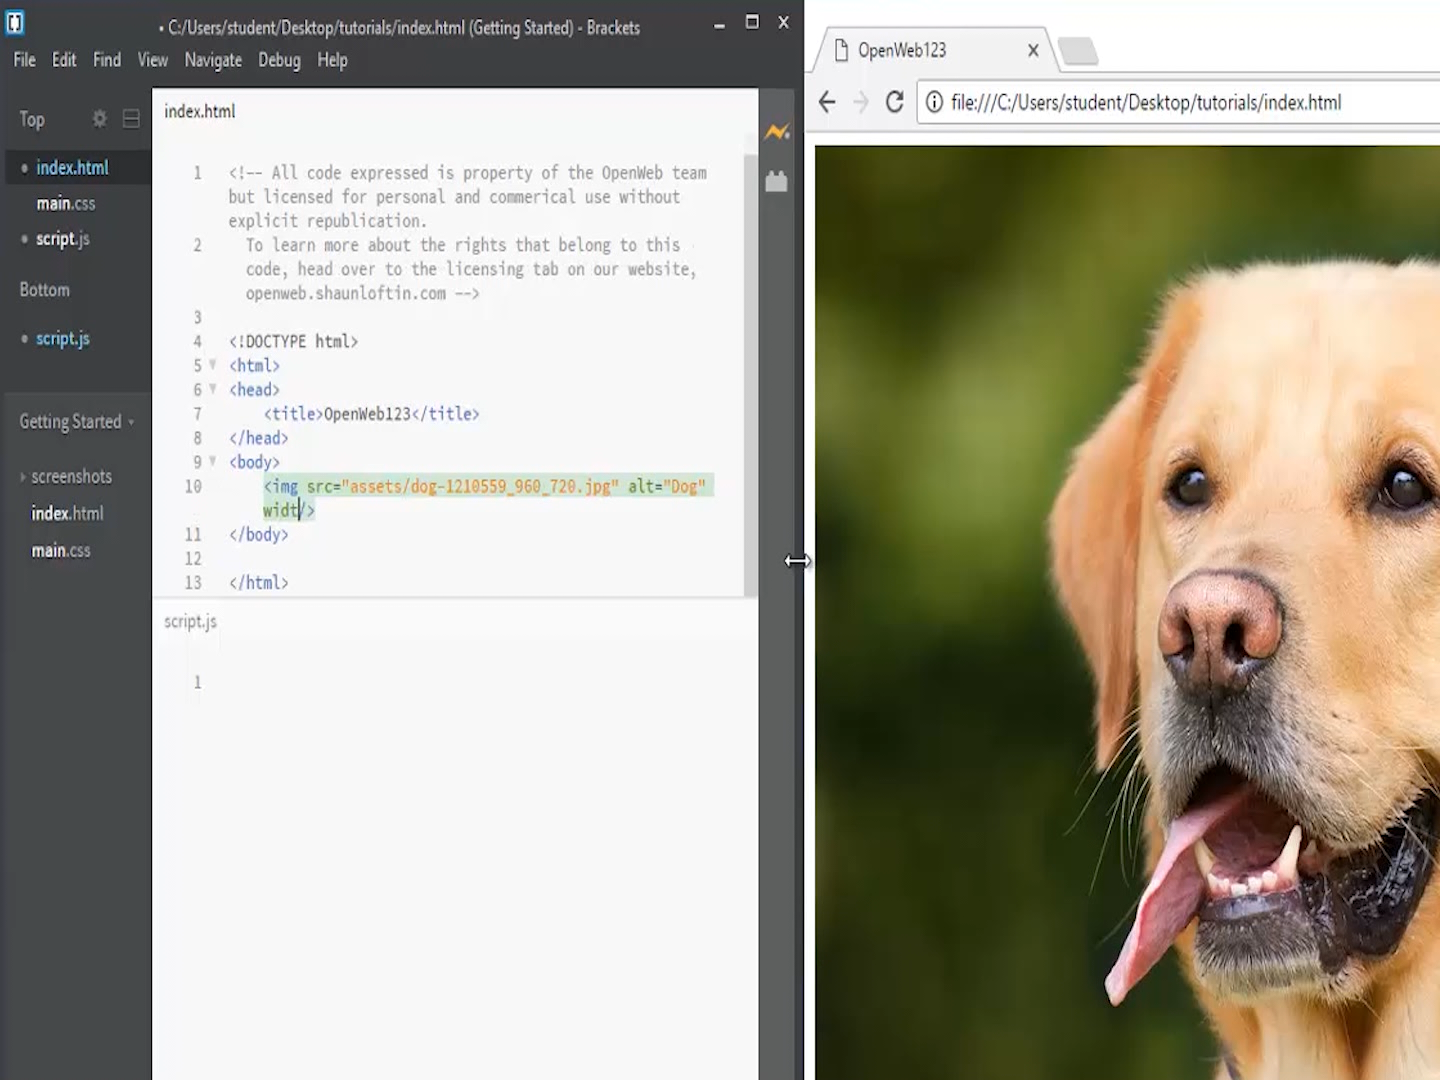 • C:/Users/student/Desktop/tutorials/index.html (Getting Started) - Brackets
File Edit Find View Navigate Debug Help
Top
• index.html
main.css
• script.js
Bottom
• script.js
Getting Started
screenshots
index.html
main.css
index.html
1 <!-- All code expressed is property of the OpenWeb team
but licensed for personal and commerical use without
explicit republication.
2 To learn more about the rights that belong to this
code, head over to the licensing tab on our website,
openweb.shaunloftin.com -->
3
4 <!DOCTYPE html>
5 <html>
6 <head>
7 <title>OpenWeb123</title>
8 </head>
9 <body>
10 <img src="assets/dog-1210559_960_720.jpg" alt="Dog"
widt/>
11 </body>
12
13 </html>
script.js
1
OpenWeb123
file:///C:/Users/student/Desktop/tutorials/index.html